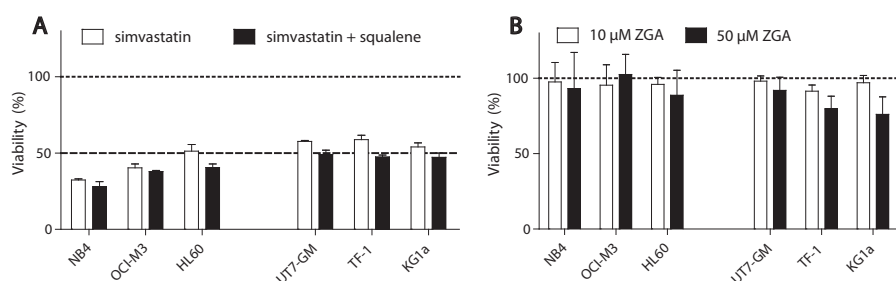 A
simvastatin
simvastatin + squalene
Viability (%)
100
50
0
NB4
OCI-M3
HL60
UT7-GM
TF-1
KG1a
B
10 µM ZGA
50 µM ZGA
Viability (%)
100
50
0
NB4
OCI-M3
HL60
UT7-GM
TF-1
KG1a